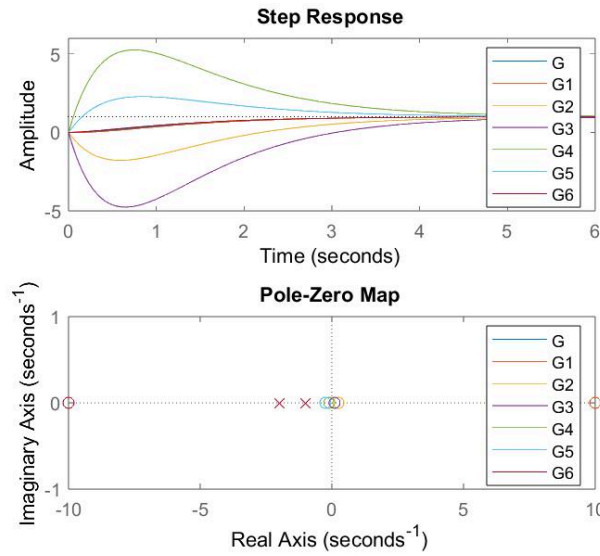 Step Response
Amplitude
5
0
-5
G
G1
G2
G3
G4
G5
G6
0 1 2 3 4 5 6
Time (seconds)
Pole-Zero Map
Imaginary Axis (seconds⁻¹)
1
0
-1
G
G1
G2
G3
G4
G5
G6
-10 -5 0 5 10
Real Axis (seconds⁻¹)